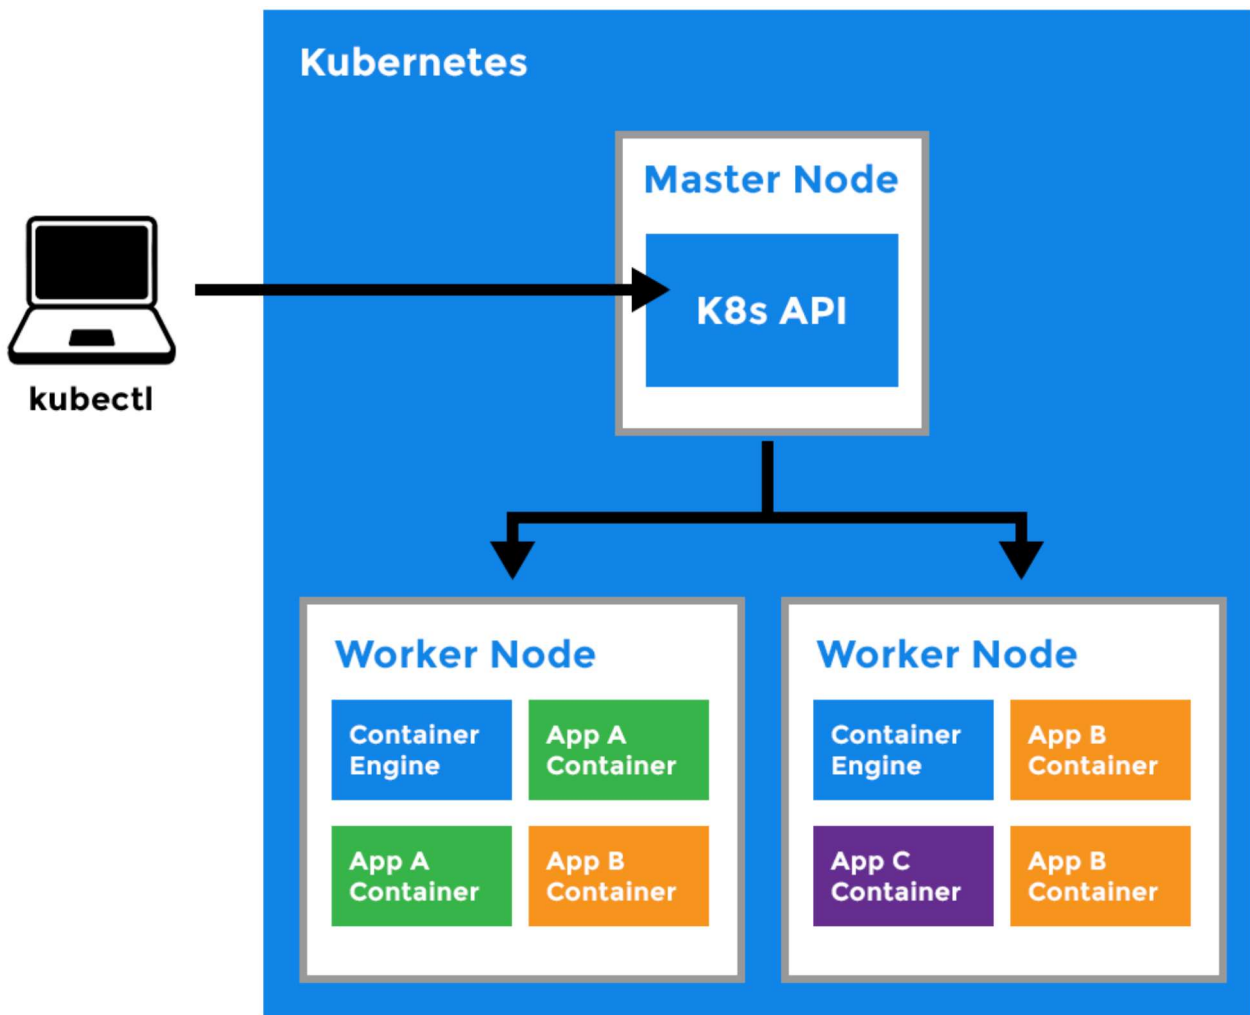 Kubernetes
Master Node
K8s API
kubectl
Worker Node
Container
Engine
App A
Container
App A
Container
App B
Container
Worker Node
Container
Engine
App B
Container
App C
Container
App B
Container